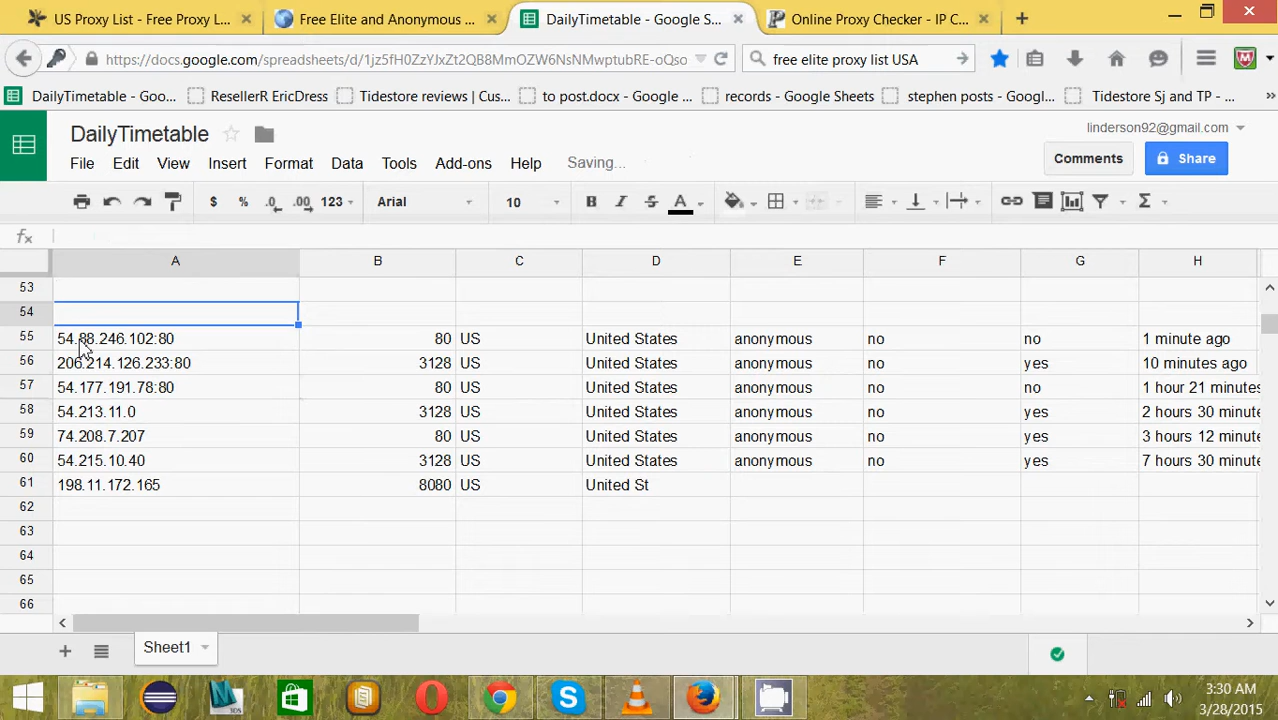 US Proxy List - Free Proxy L...
Free Elite and Anonymous ...
DailyTimetable - Google S...
Online Proxy Checker - IP C...
https://docs.google.com/spreadsheets/d/1jz5fH0ZzYJxZt2QB8MrOZW6NsNMwptubRE-oQso
free elite proxy list USA
DailyTimetable - Goo...
ResellerR EricDress
Tidestore reviews | Cus...
to post.docx - Google ...
records - Google Sheets
stephen posts - Googl...
Tidestore Sj and TP - ...
DailyTimetable
linderson92@gmail.com
File Edit View Insert Format Data Tools Add-ons Help Saving...
Comments
Share
$ % .0 .00 123 Arial 10 B I S A Σ
fx
A B C D E F G H
53
54
55 54.88.246.102:80 80 US United States anonymous no no 1 minute ago
56 206.214.126.233:80 3128 US United States anonymous no yes 10 minutes ago
57 54.177.191.78:80 80 US United States anonymous no no 1 hour 21 minutes
58 54.213.11.0 3128 US United States anonymous no yes 2 hours 30 minute
59 74.208.7.207 80 US United States anonymous no yes 3 hours 12 minute
60 54.215.10.40 3128 US United States anonymous no yes 7 hours 30 minute
61 198.11.172.165 8080 US United St
62
63
64
65
66
Sheet1
3:30 AM
3/28/2015